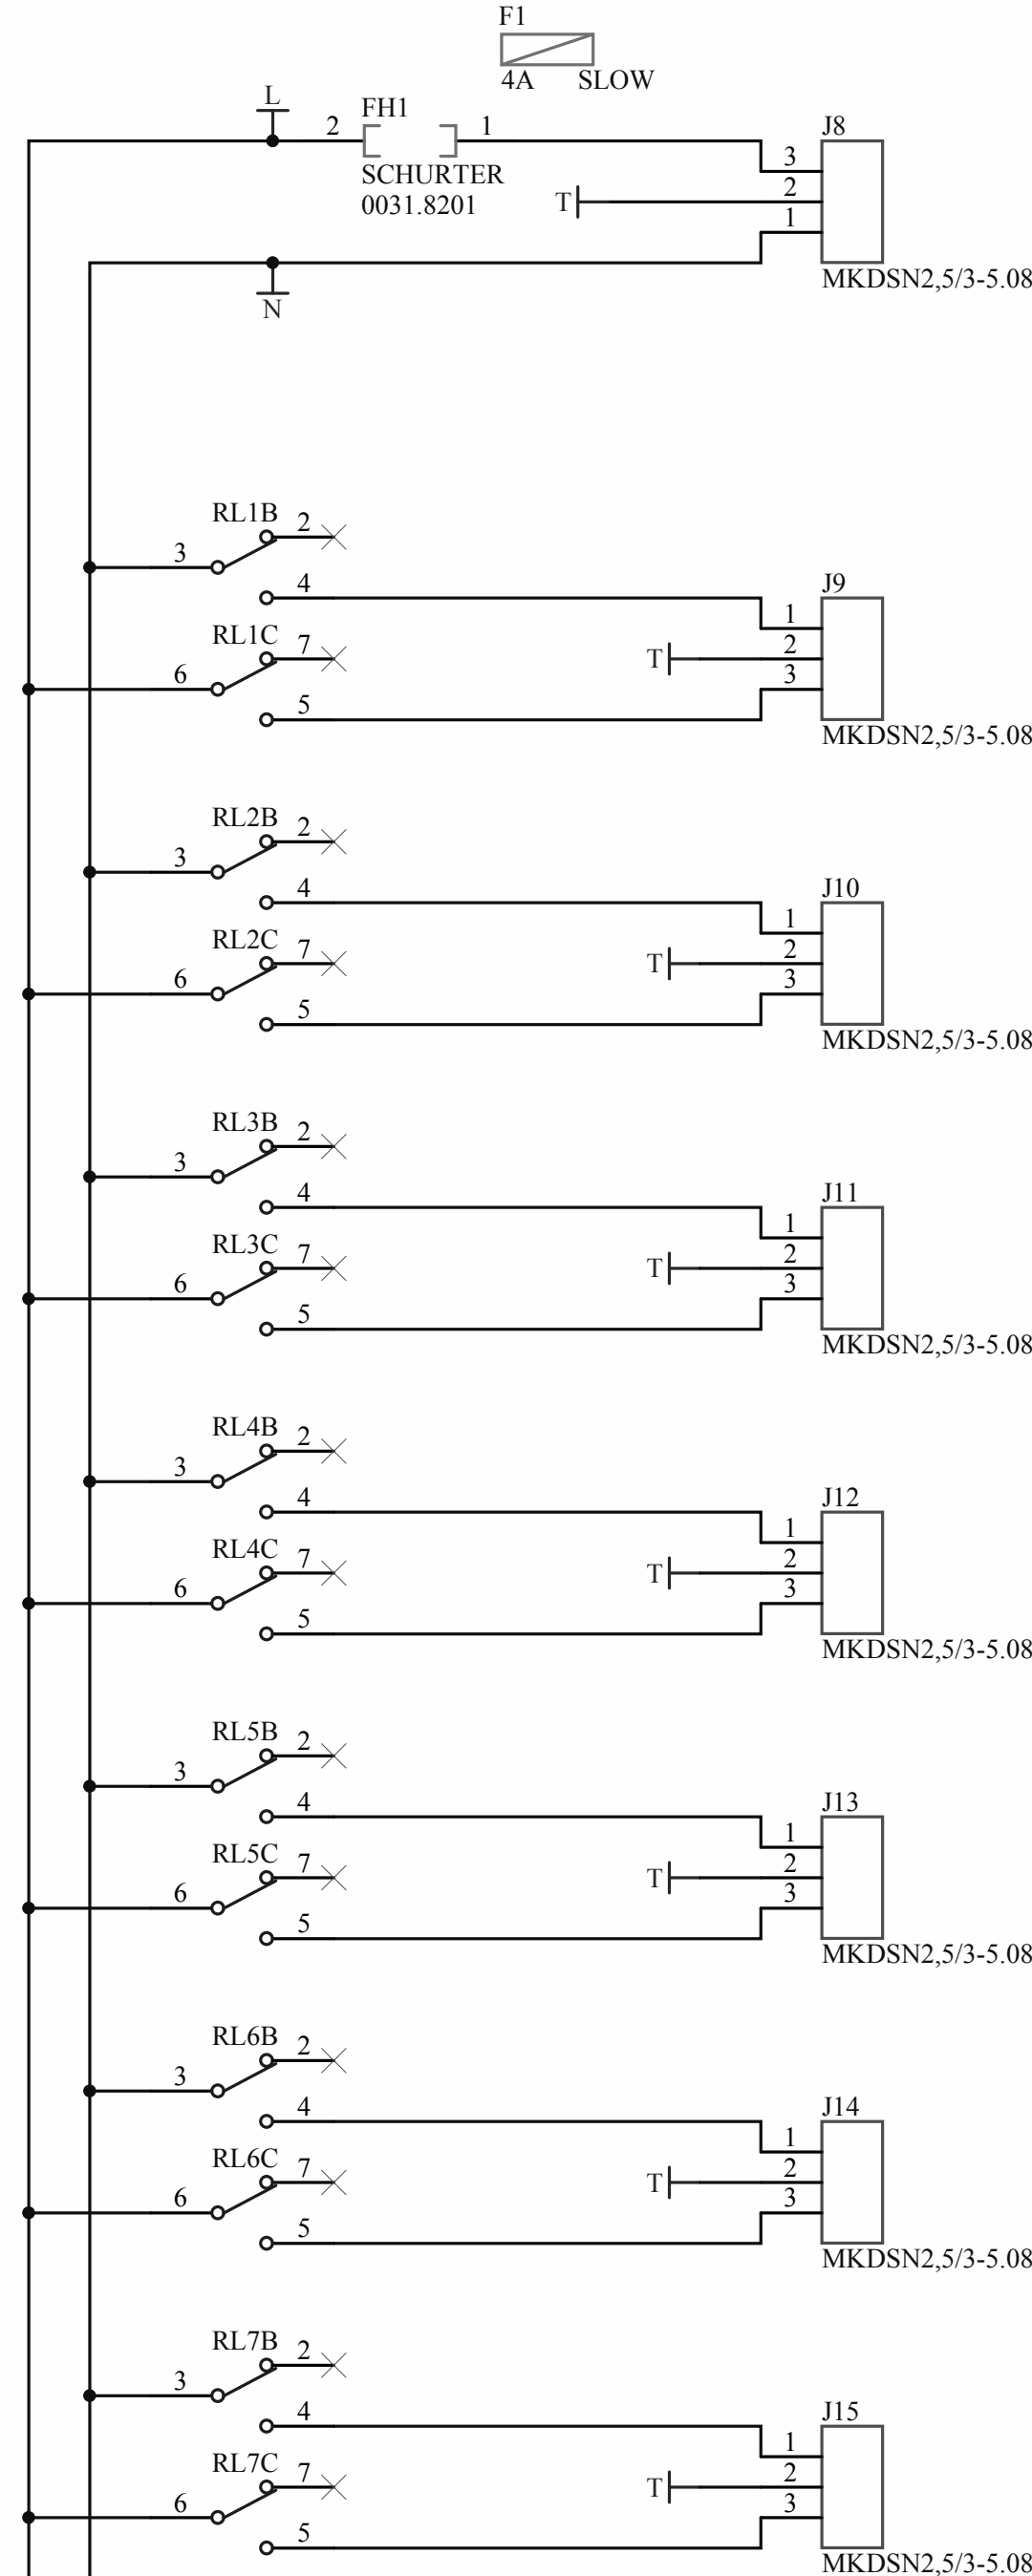 F1
4A SLOW
L
FH1
2 1
J8
SCHURTER
0031.8201
3
T 2
1
MKDSN2,5/3-5.08
N
RL1B
2
3
4
J9
1
RL1C
7
T 2
6
3
5
MKDSN2,5/3-5.08
RL2B
2
3
4
J10
1
RL2C
7
T 2
6
3
5
MKDSN2,5/3-5.08
RL3B
2
3
4
J11
1
RL3C
7
T 2
6
3
5
MKDSN2,5/3-5.08
RL4B
2
3
4
J12
1
RL4C
7
T 2
6
3
5
MKDSN2,5/3-5.08
RL5B
2
3
4
J13
1
RL5C
7
T 2
6
3
5
MKDSN2,5/3-5.08
RL6B
2
3
4
J14
1
RL6C
7
T 2
6
3
5
MKDSN2,5/3-5.08
RL7B
2
3
4
J15
1
RL7C
7
T 2
6
3
5
MKDSN2,5/3-5.08